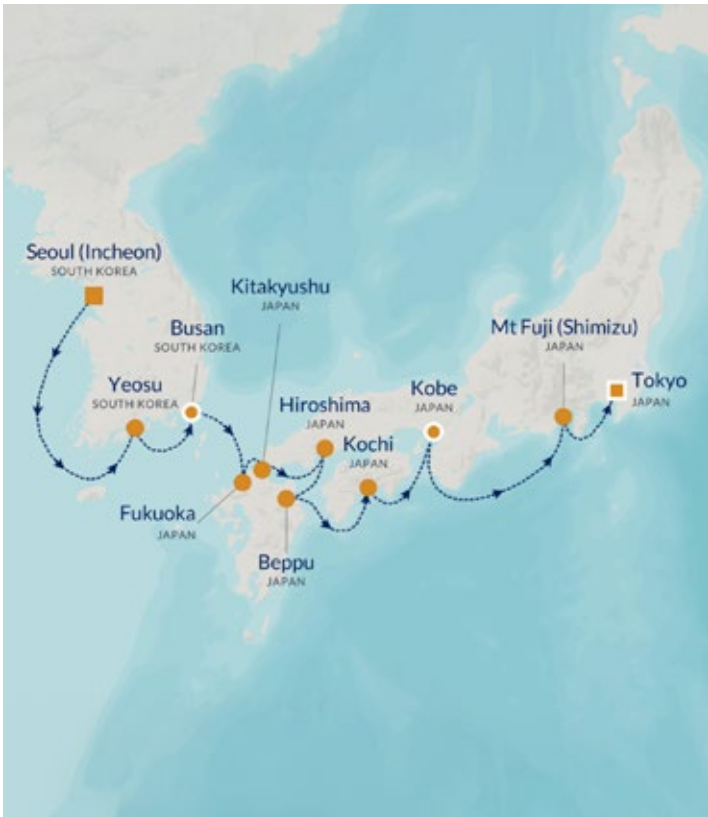 Seoul (Incheon)
SOUTH KOREA
Kitakyushu
JAPAN
Busan
SOUTH KOREA
Mt Fuji (Shimizu)
JAPAN
Yeosu
SOUTH KOREA
Kobe
JAPAN
Tokyo
JAPAN
Hiroshima
JAPAN
Kochi
JAPAN
Fukuoka
JAPAN
Beppu
JAPAN